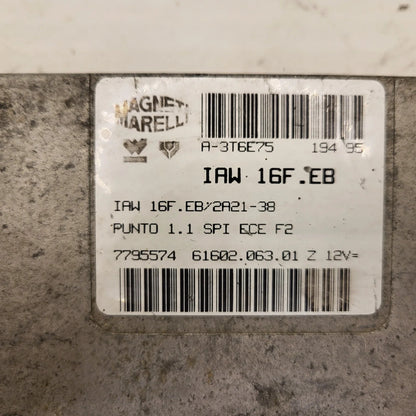 MAGNETI
MARELLI
A-3T6E75 194 95
IAW 16F.EB
IAW 16F.EB/2A21-38
PUNTO 1.1 SPI ECE F2
7795574 61602.063.01 Z 12V=